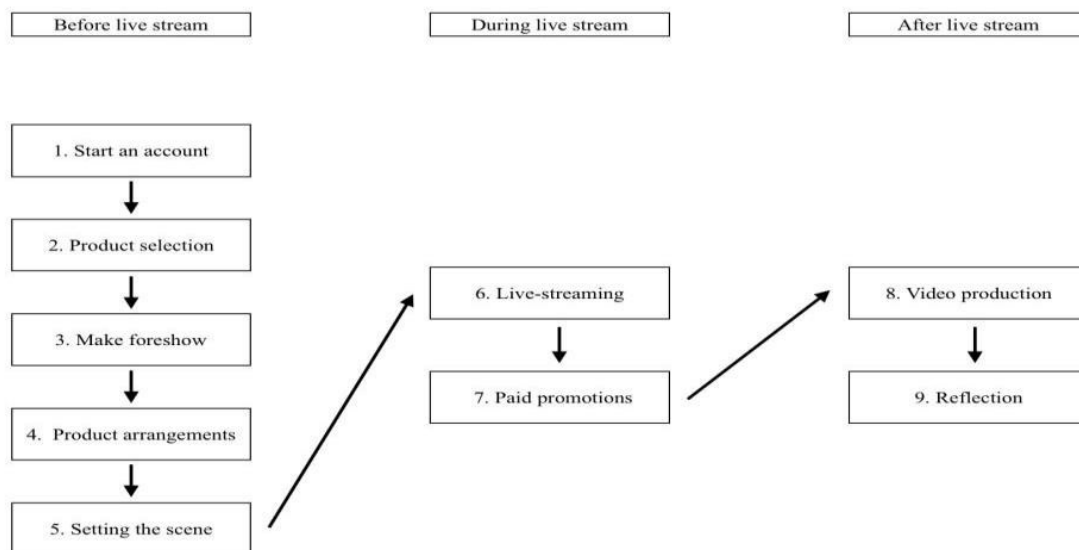 Before live stream
During live stream
After live stream
1. Start an account
2. Product selection
3. Make foreshow
4. Product arrangements
5. Setting the scene
6. Live-streaming
7. Paid promotions
8. Video production
9. Reflection